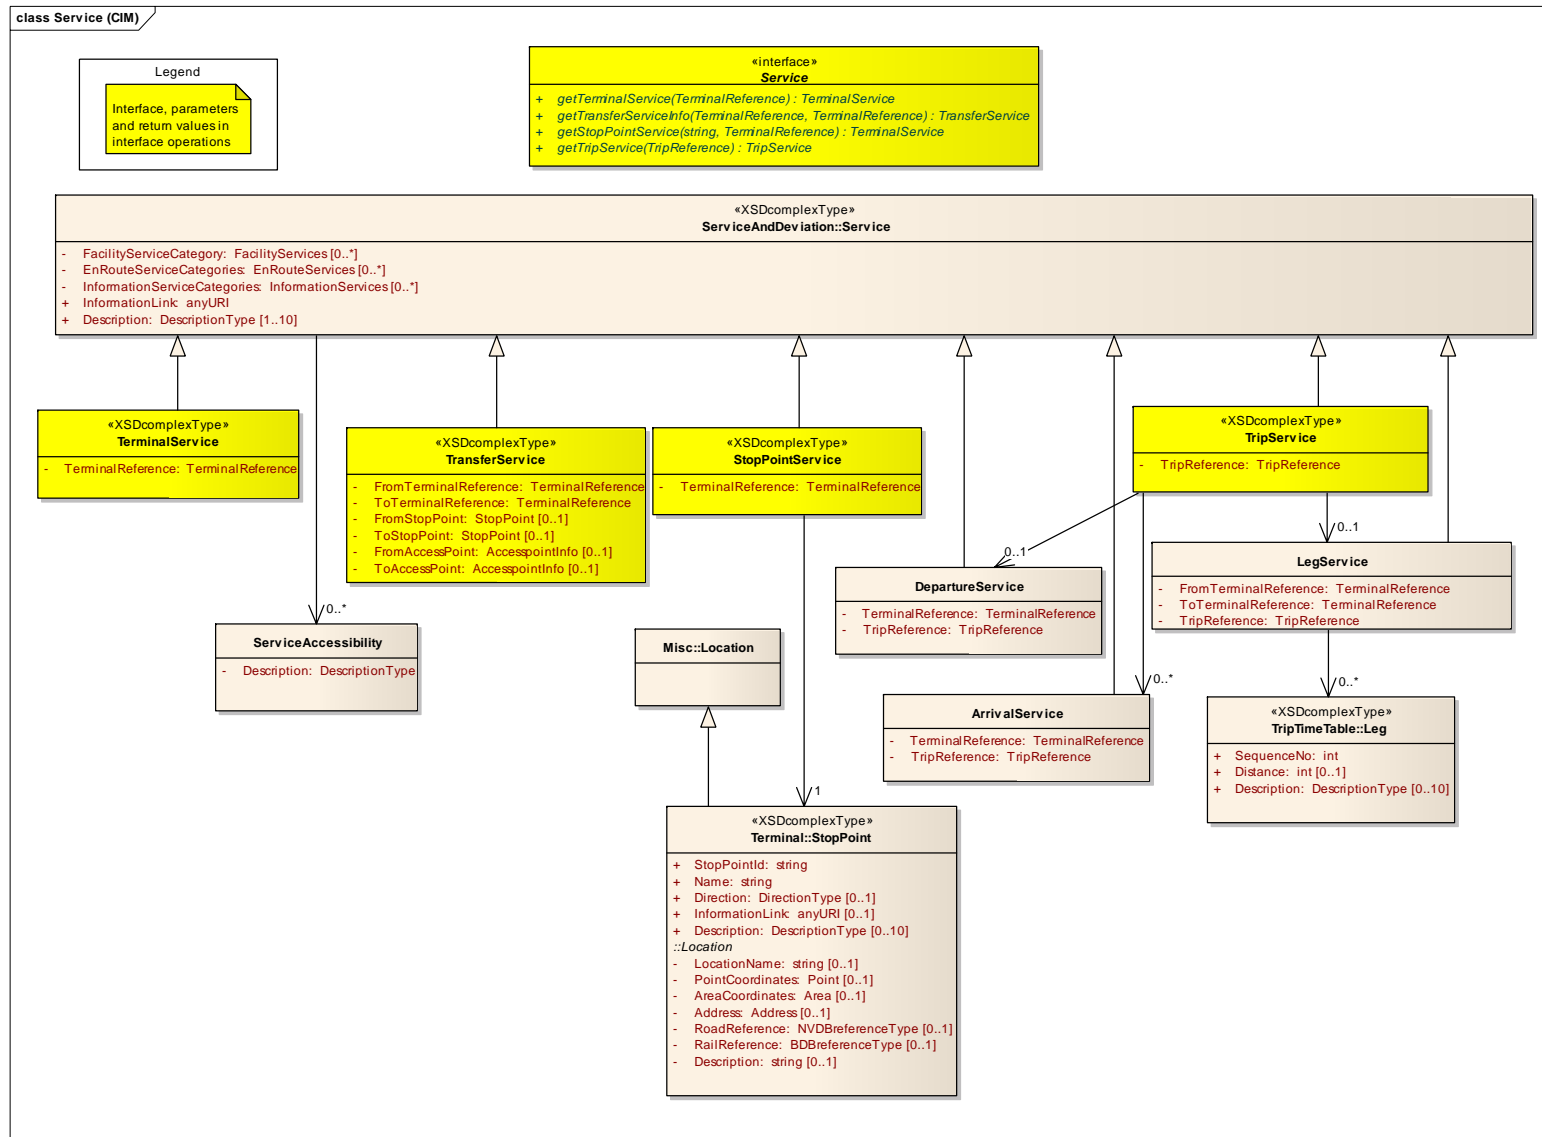 class Service (CIM)
Legend
Interface, parameters
and return values in
interface operations
«interface»
Service
+ getTerminalService(TerminalReference) : TerminalService
+ getTransferServiceInfo(TerminalReference, TerminalReference) : TransferService
+ getStopPointService(string, TerminalReference) : TerminalService
+ getTripService(TripReference) : TripService
«XSDcomplexType»
ServiceAndDeviation::Service
- FacilityServiceCategory: FacilityServices [0..*]
- EnRouteServiceCategories: EnRouteServices [0..*]
- InformationServiceCategories: InformationServices [0..*]
+ InformationLink: anyURI
+ Description: DescriptionType [1..10]
«XSDcomplexType»
TerminalService
- TerminalReference: TerminalReference
«XSDcomplexType»
TransferService
- FromTerminalReference: TerminalReference
- ToTerminalReference: TerminalReference
- FromStopPoint: StopPoint [0..1]
- ToStopPoint: StopPoint [0..1]
- FromAccessPoint: AccesspointInfo [0..1]
- ToAccessPoint: AccesspointInfo [0..1]
«XSDcomplexType»
StopPointService
- TerminalReference: TerminalReference
«XSDcomplexType»
TripService
- TripReference: TripReference
0..1
0..1
DepartureService
- TerminalReference: TerminalReference
- TripReference: TripReference
LegService
- FromTerminalReference: TerminalReference
- ToTerminalReference: TerminalReference
- TripReference: TripReference
0..*
ServiceAccessibility
- Description: DescriptionType
Misc::Location
0..*
0..*
ArrivalService
- TerminalReference: TerminalReference
- TripReference: TripReference
«XSDcomplexType»
TripTimeTable::Leg
+ SequenceNo: int
+ Distance: int [0..1]
+ Description: DescriptionType [0..10]
1
«XSDcomplexType»
Terminal::StopPoint
+ StopPointId: string
+ Name: string
+ Direction: DirectionType [0..1]
+ InformationLink: anyURI [0..1]
+ Description: DescriptionType [0..10]
::Location
- LocationName: string [0..1]
- PointCoordinates: Point [0..1]
- AreaCoordinates: Area [0..1]
- Address: Address [0..1]
- RoadReference: NVDBreferenceType [0..1]
- RailReference: BDBreferenceType [0..1]
- Description: string [0..1]